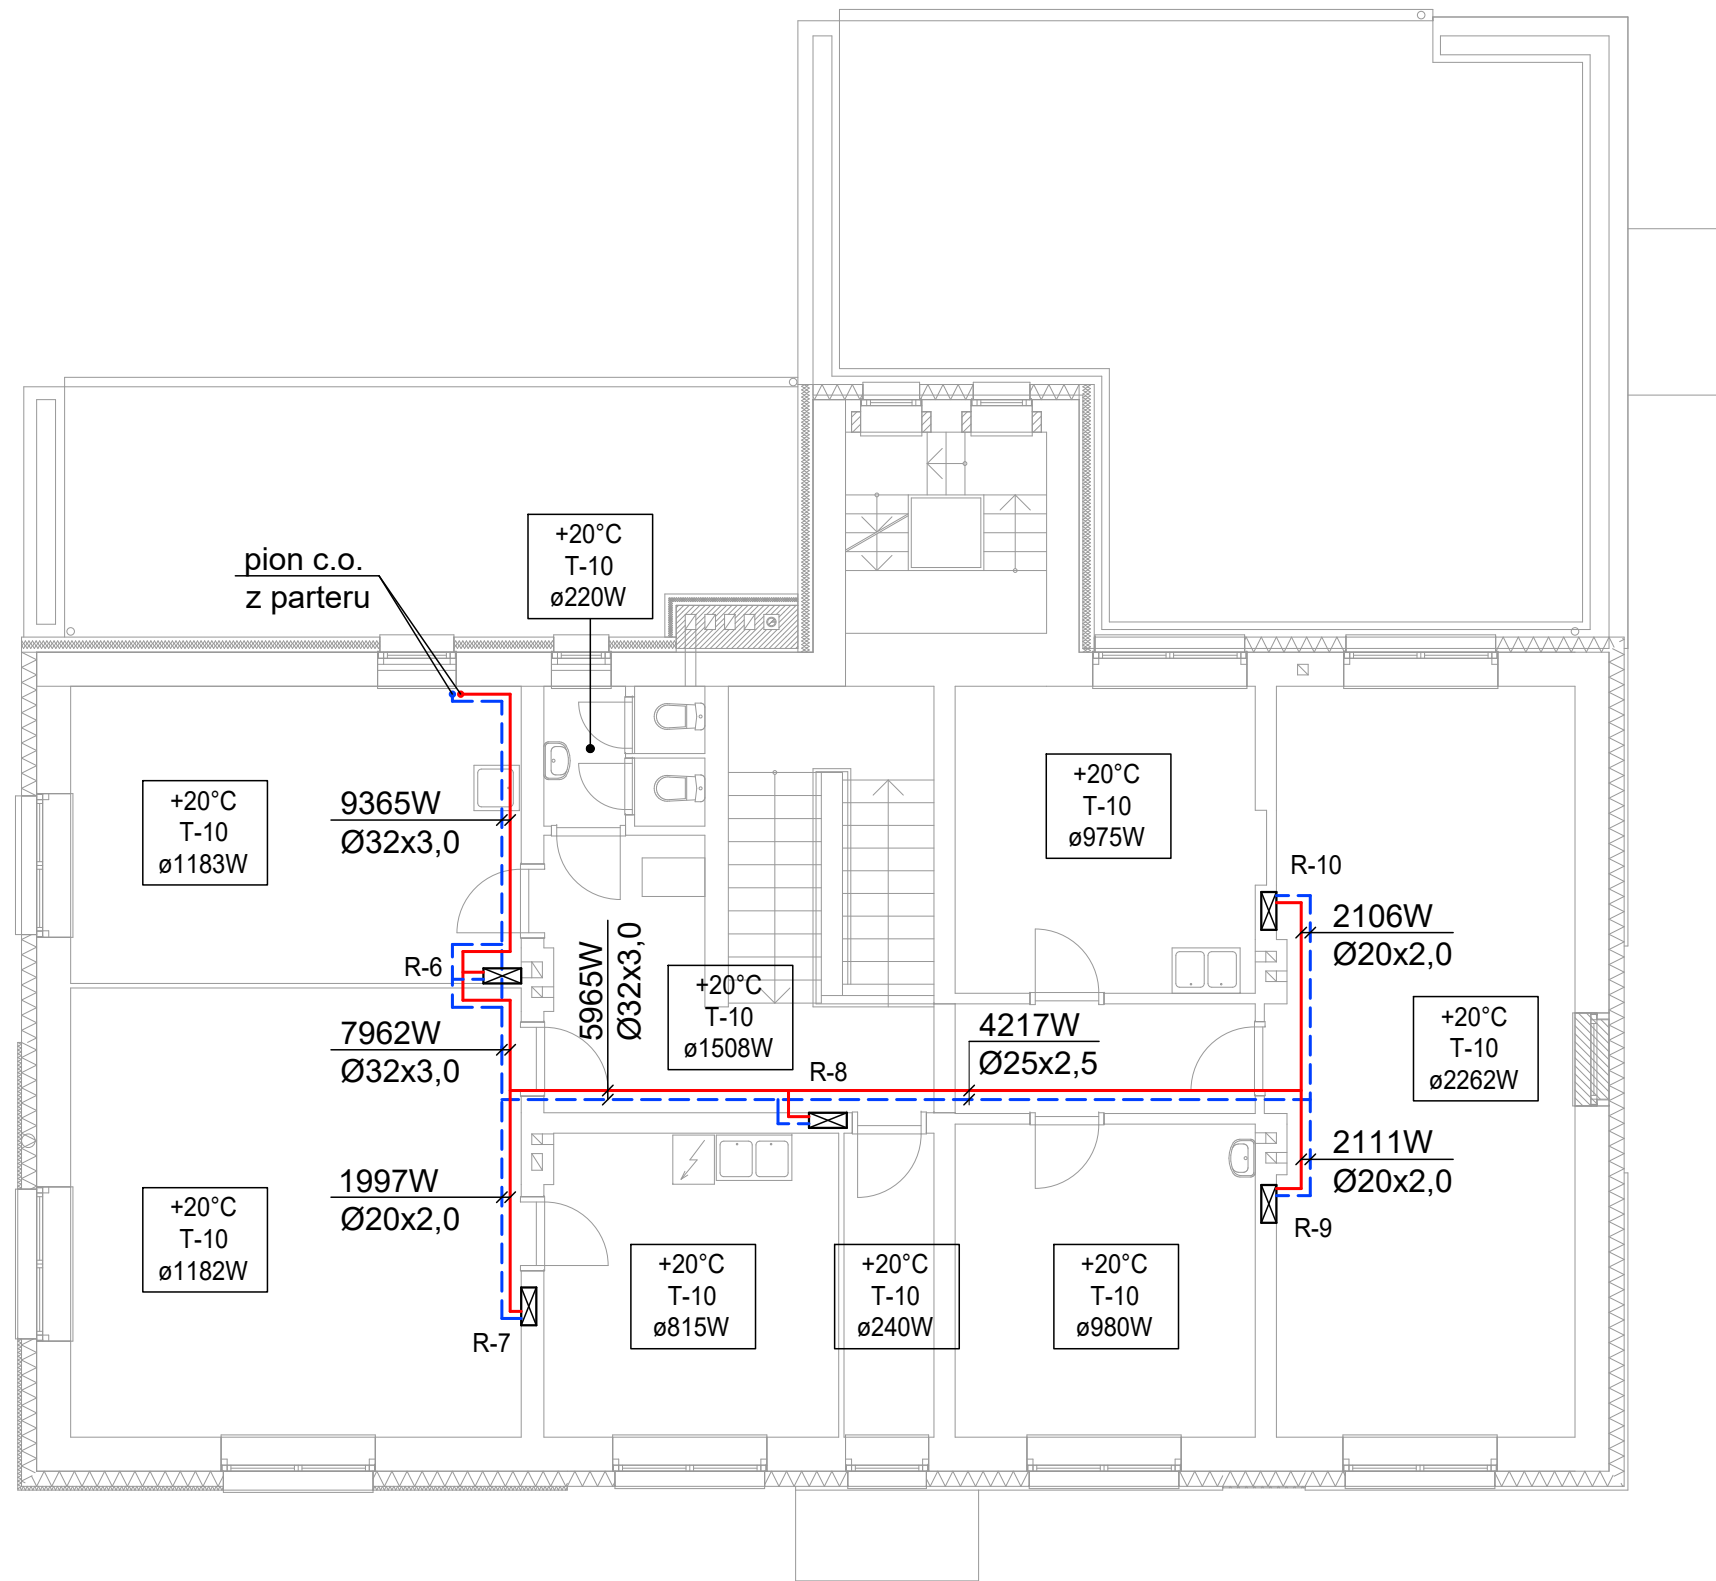 +20°C
T-10
ø220W
pion c.o.
z parteru
+20°C
T-10
ø1183W
9365W
Ø32x3,0
+20°C
T-10
ø975W
R-10
2106W
Ø20x2,0
R-6
5965W
Ø32x3,0
+20°C
T-10
ø1508W
7962W
Ø32x3,0
R-8
4217W
Ø25x2,5
+20°C
T-10
ø2262W
2111W
Ø20x2,0
R-9
1997W
Ø20x2,0
+20°C
T-10
ø1182W
R-7
+20°C
T-10
ø815W
+20°C
T-10
ø240W
+20°C
T-10
ø980W